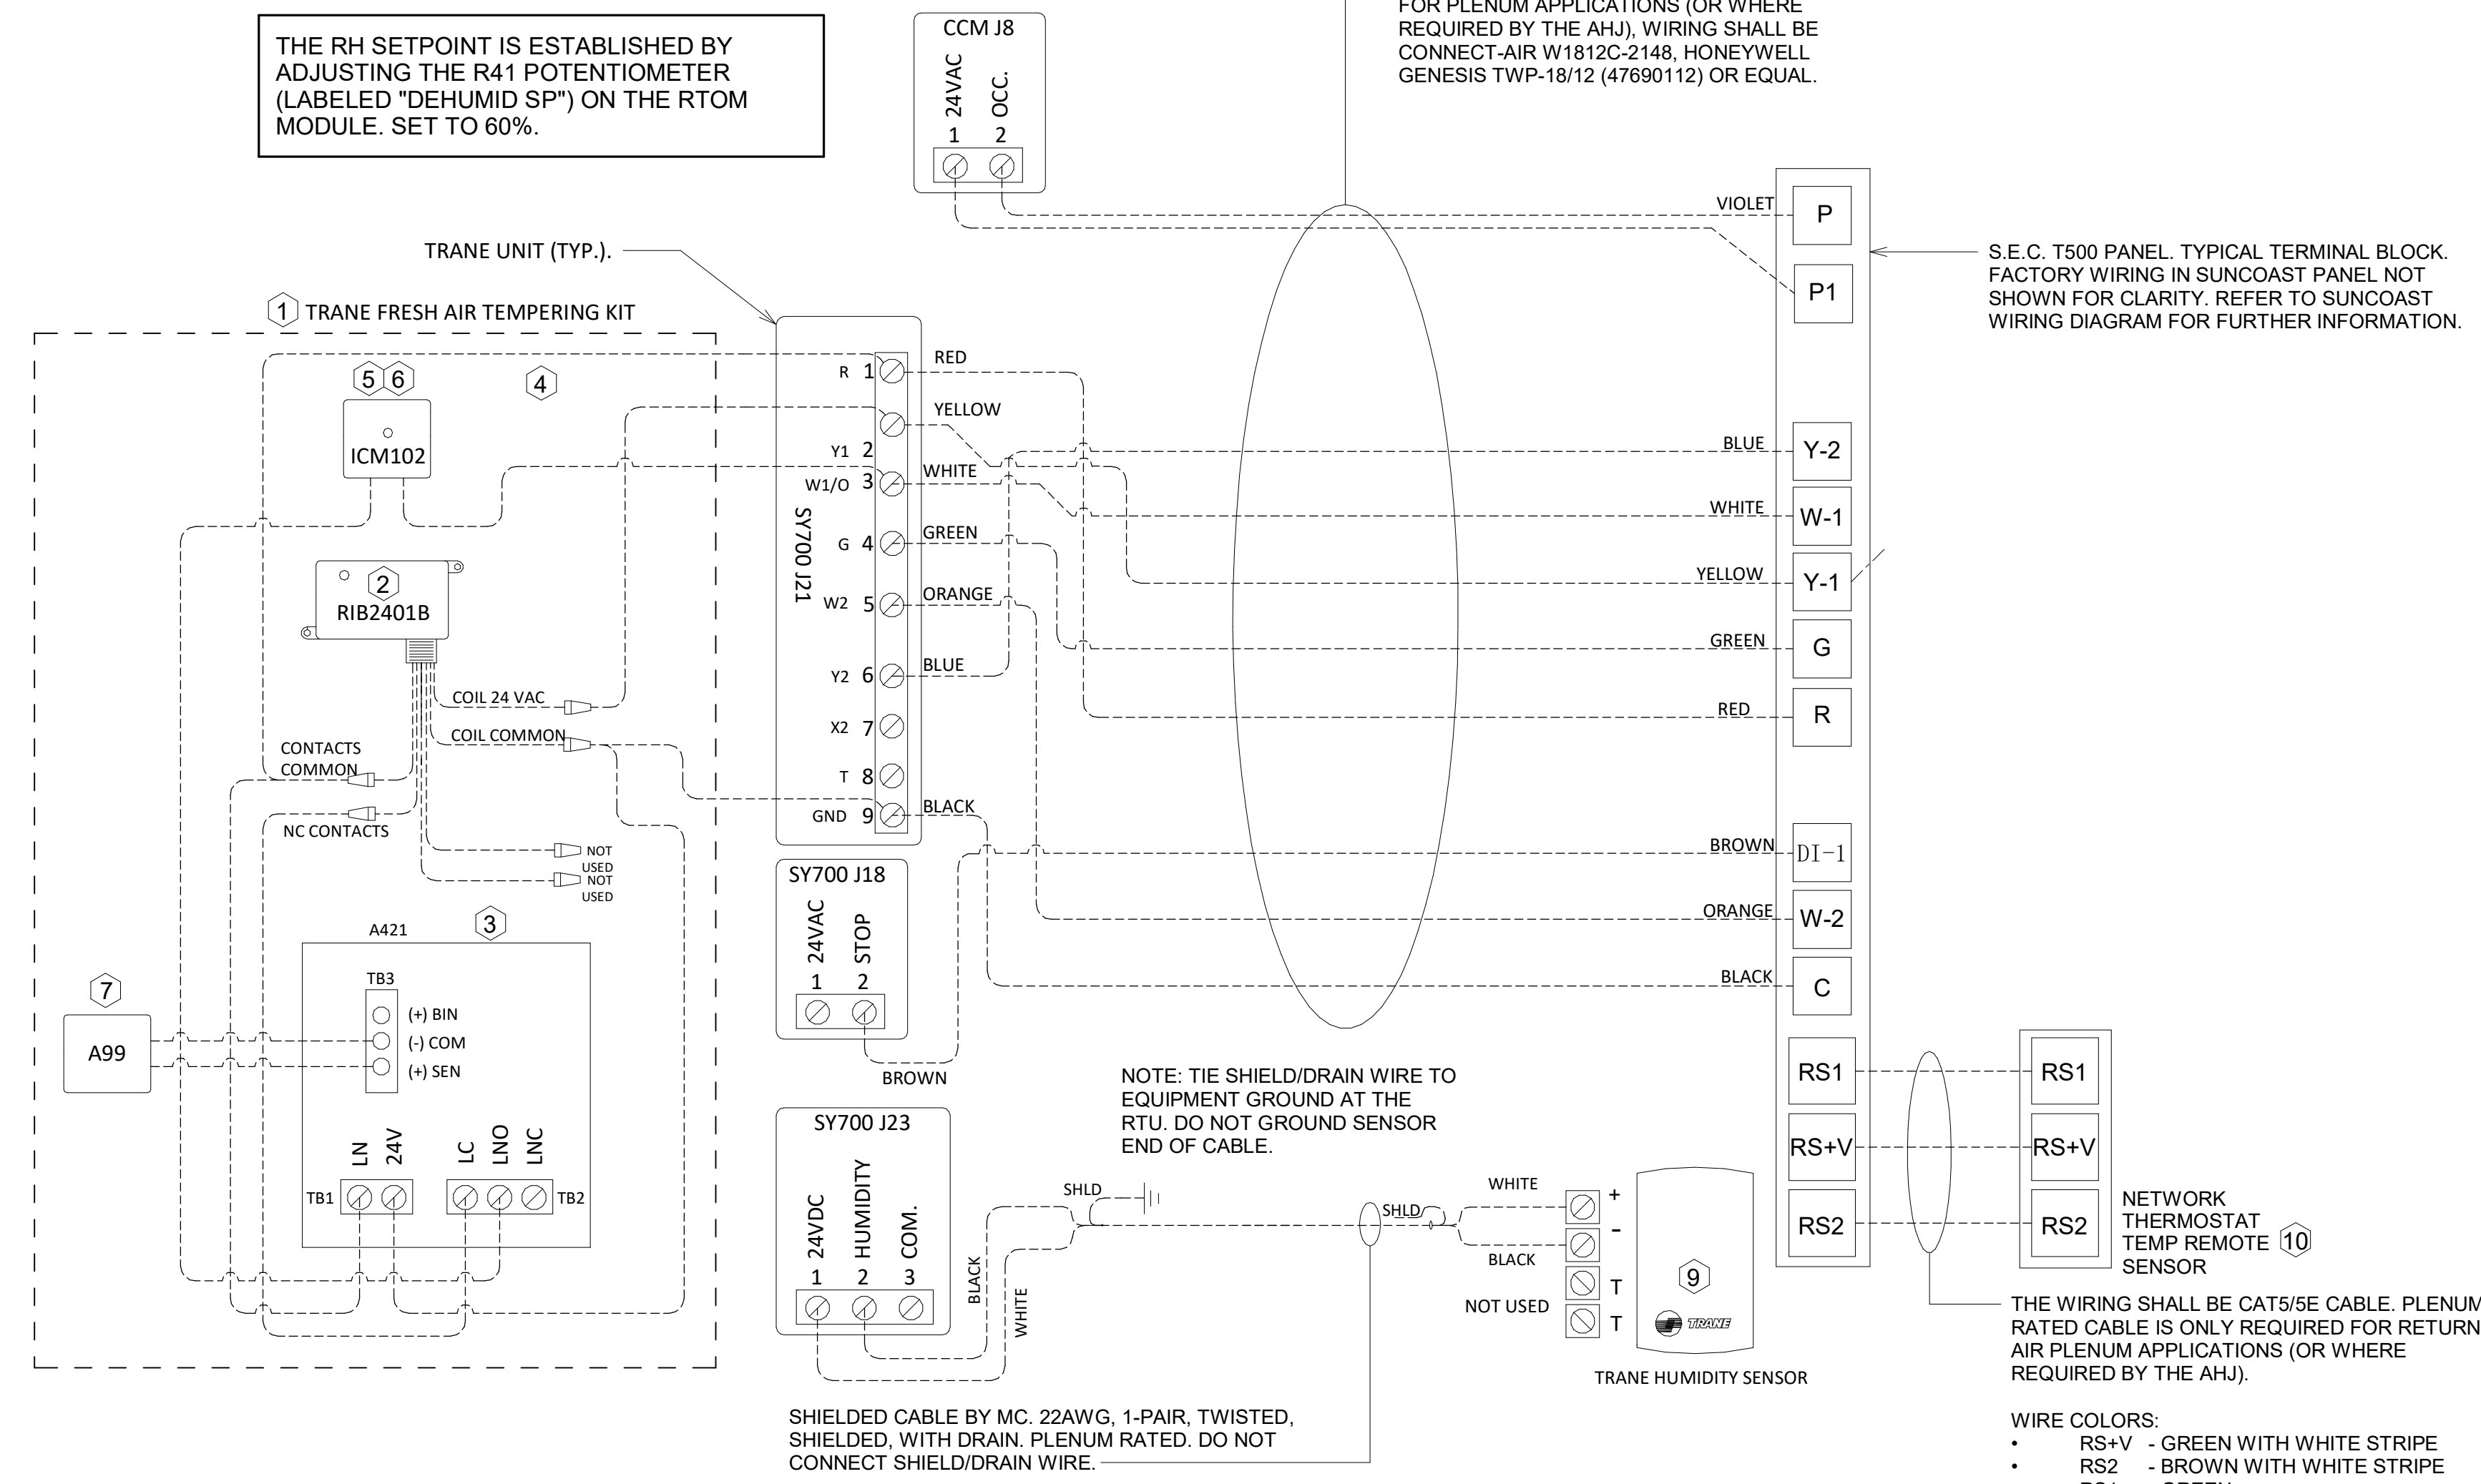 THE RH SETPOINT IS ESTABLISHED BY
ADJUSTING THE R41 POTENTIOMETER
(LABELED "DEHUMID SP") ON THE RTOM
MODULE. SET TO 60%.
CCM J8
24VAC
OCC.
1
2
FOR PLENUM APPLICATIONS (OR WHERE
REQUIRED BY THE AHJ), WIRING SHALL BE
CONNECT-AIR W1812C-2148, HONEYWELL
GENESIS TWP-18/12 (47690112) OR EQUAL.
TRANE UNIT (TYP.).
1 TRANE FRESH AIR TEMPERING KIT
5 6
4
ICM102
2
RIB2401B
COIL 24 VAC
COIL COMMON
CONTACTS
COMMON
NC CONTACTS
NOT
USED
NOT
USED
A421
3
TB3
(+) BIN
(-) COM
(+) SEN
7
A99
LN
24V
LC
LNO
LNC
TB1
TB2
R 1
Y1 2
W1/O 3
G 4
W2 5
Y2 6
X2 7
T 8
GND 9
SY700 J21
RED
YELLOW
WHITE
GREEN
ORANGE
BLUE
BLACK
SY700 J18
24VAC
STOP
1
2
BROWN
SY700 J23
24VDC
HUMIDITY
COM.
1
2
3
BLACK
WHITE
NOTE: TIE SHIELD/DRAIN WIRE TO
EQUIPMENT GROUND AT THE
RTU. DO NOT GROUND SENSOR
END OF CABLE.
SHLD
SHLD
WHITE
BLACK
NOT USED
+
-
T
T
9
TRANE
TRANE HUMIDITY SENSOR
SHIELDED CABLE BY MC. 22AWG, 1-PAIR, TWISTED,
SHIELDED, WITH DRAIN. PLENUM RATED. DO NOT
CONNECT SHIELD/DRAIN WIRE.
VIOLET
P
P1
BLUE
Y-2
WHITE
W-1
YELLOW
Y-1
GREEN
G
RED
R
BROWN
DI-1
ORANGE
W-2
BLACK
C
RS1
RS+V
RS2
RS1
RS+V
RS2
S.E.C. T500 PANEL. TYPICAL TERMINAL BLOCK.
FACTORY WIRING IN SUNCOAST PANEL NOT
SHOWN FOR CLARITY. REFER TO SUNCOAST
WIRING DIAGRAM FOR FURTHER INFORMATION.
NETWORK
THERMOSTAT
TEMP REMOTE 10
SENSOR
THE WIRING SHALL BE CAT5/5E CABLE. PLENUM
RATED CABLE IS ONLY REQUIRED FOR RETURN
AIR PLENUM APPLICATIONS (OR WHERE
REQUIRED BY THE AHJ).
WIRE COLORS:
• RS+V - GREEN WITH WHITE STRIPE
• RS2 - BROWN WITH WHITE STRIPE